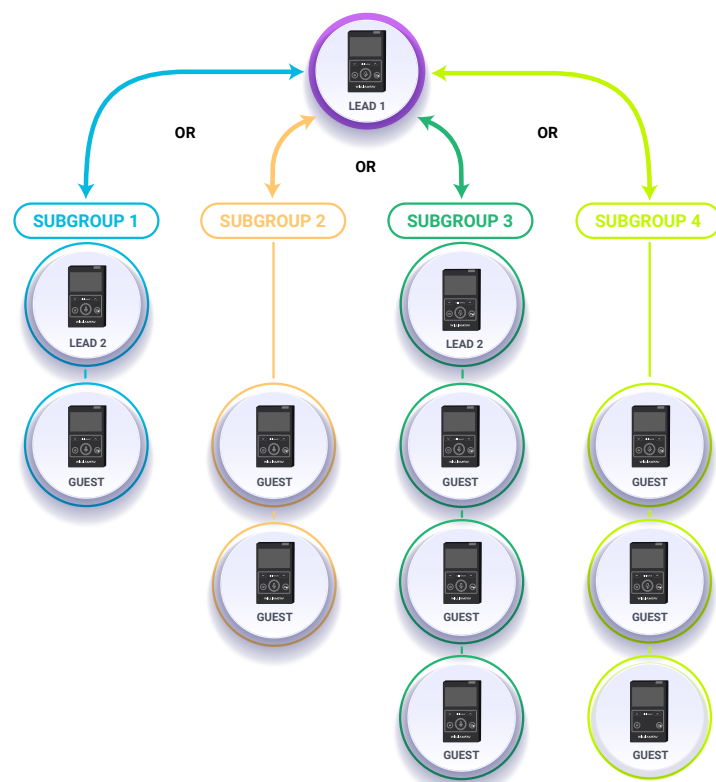 LEAD 1
OR
OR
OR
SUBGROUP 1
SUBGROUP 2
SUBGROUP 3
SUBGROUP 4
LEAD 2
LEAD 2
GUEST
GUEST
GUEST
GUEST
GUEST
GUEST
GUEST
GUEST
GUEST